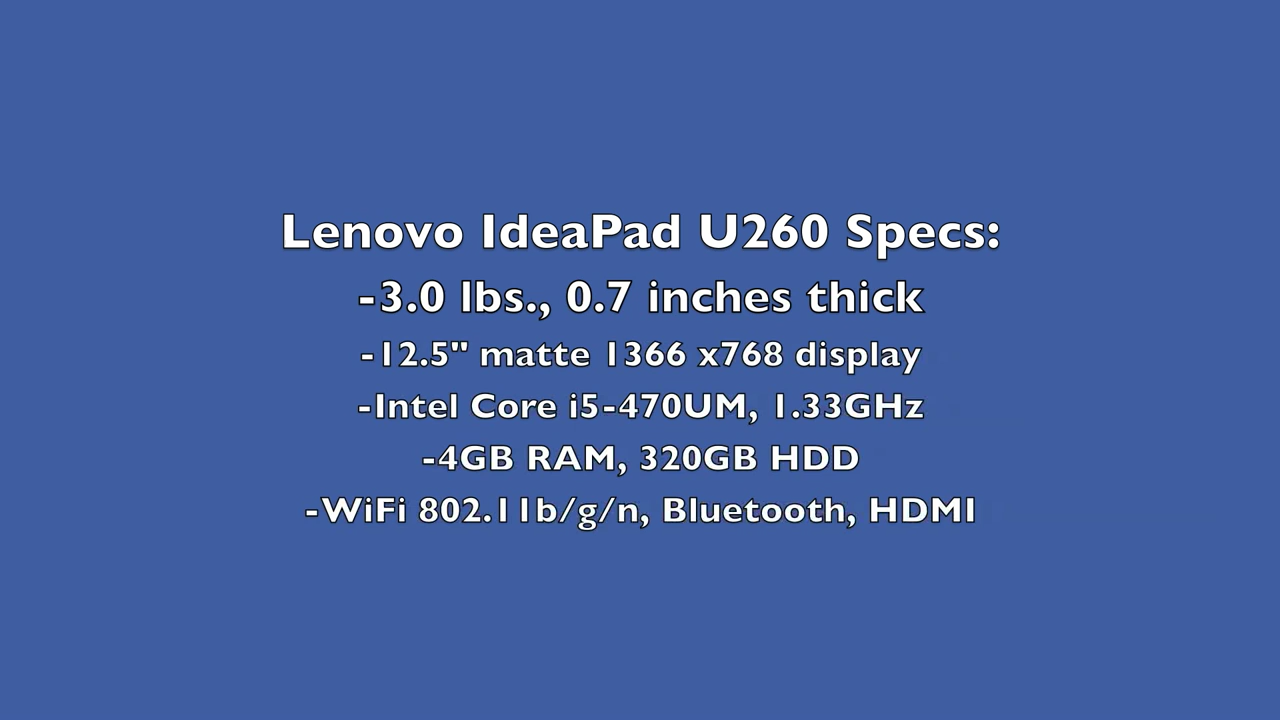 Lenovo IdeaPad U260 Specs:
-3.0 lbs., 0.7 inches thick
-12.5" matte 1366 x768 display
-Intel Core i5-470UM, 1.33GHz
-4GB RAM, 320GB HDD
-WiFi 802.11b/g/n, Bluetooth, HDMI